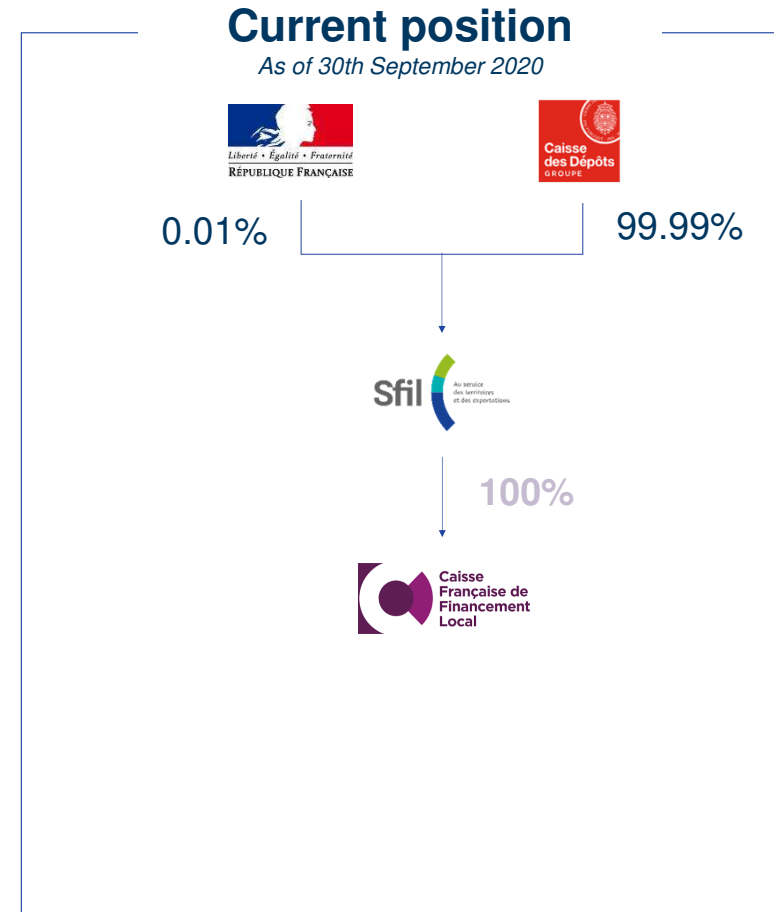 Current position
As of 30th September 2020
Liberté • Égalité • Fraternité
RÉPUBLIQUE FRANÇAISE
Caisse
des Dépôts
GROUPE
0.01%
99.99%
Sfil
Au service
des territoires
et des exportations
100%
Caisse
Française de
Financement
Local